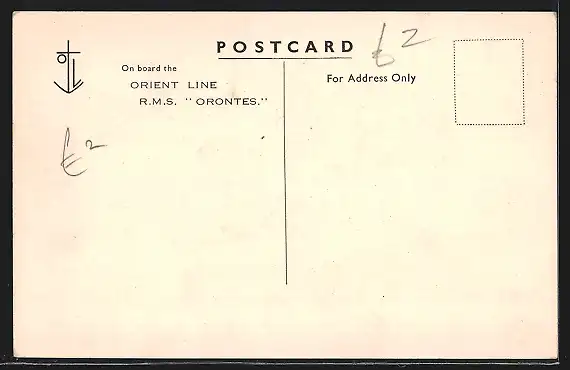 POSTCARD
£2
On board the
ORIENT LINE
R.M.S. "ORONTES."
For Address Only
£2